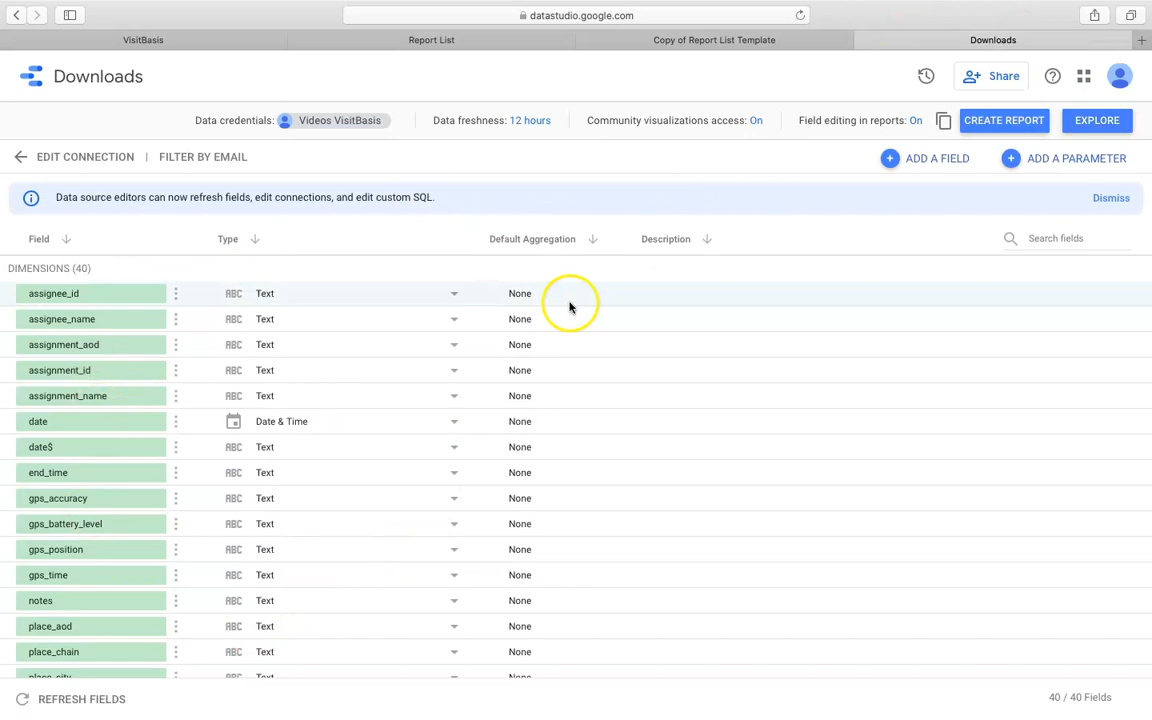 datastudio.google.com
VisitBasis
Report List
Copy of Report List Template
Downloads
Downloads
Share
Data credentials: Videos VisitBasis
Data freshness: 12 hours
Community visualizations access: On
Field editing in reports: On
CREATE REPORT
EXPLORE
EDIT CONNECTION | FILTER BY EMAIL
ADD A FIELD
ADD A PARAMETER
Data source editors can now refresh fields, edit connections, and edit custom SQL.
Dismiss
Field Type Default Aggregation Description Search fields
DIMENSIONS (40)
assignee_id ABC Text None
assignee_name ABC Text None
assignment_aod ABC Text None
assignment_id ABC Text None
assignment_name ABC Text None
date Date & Time None
date$ ABC Text None
end_time ABC Text None
gps_accuracy ABC Text None
gps_battery_level ABC Text None
gps_position ABC Text None
gps_time ABC Text None
notes ABC Text None
place_aod ABC Text None
place_chain ABC Text None
place_city ABC Text None
REFRESH FIELDS
40 / 40 Fields